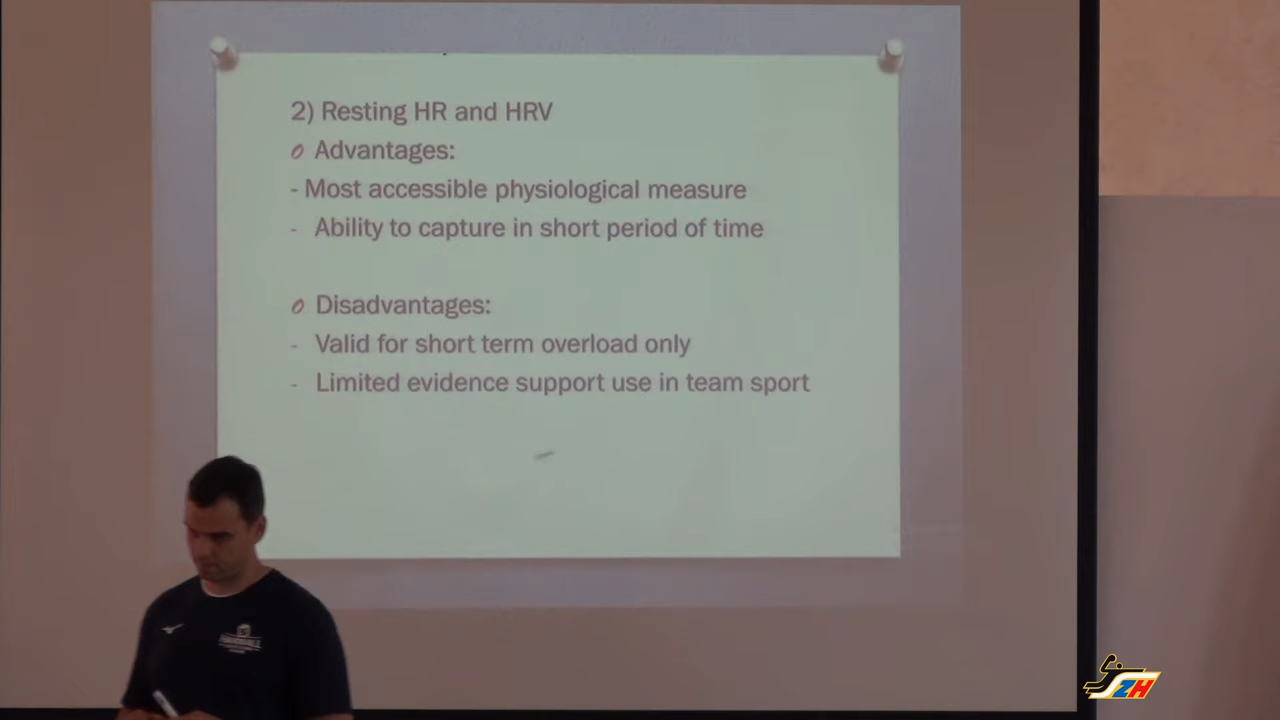 2) Resting HR and HRV
Advantages:
- Most accessible physiological measure
- Ability to capture in short period of time
Disadvantages:
- Valid for short term overload only
- Limited evidence support use in team sport
ZH